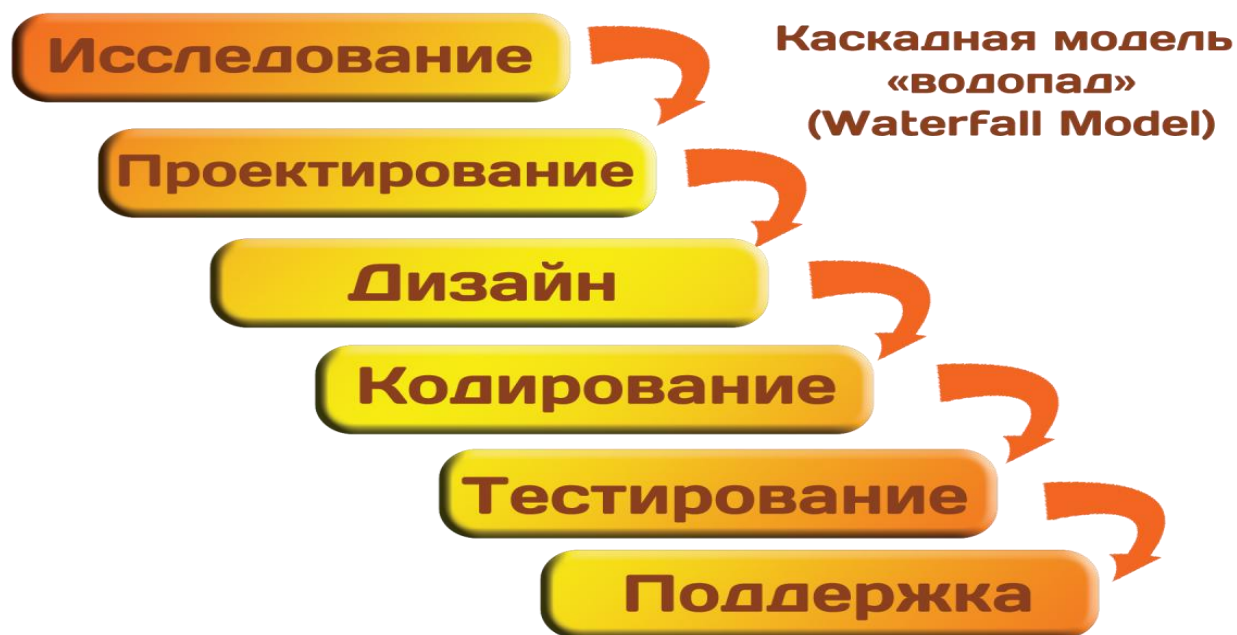 Исследование
Каскадная модель
«водопад»
(Waterfall Model)
Проектирование
Дизайн
Кодирование
Тестирование
Поддержка